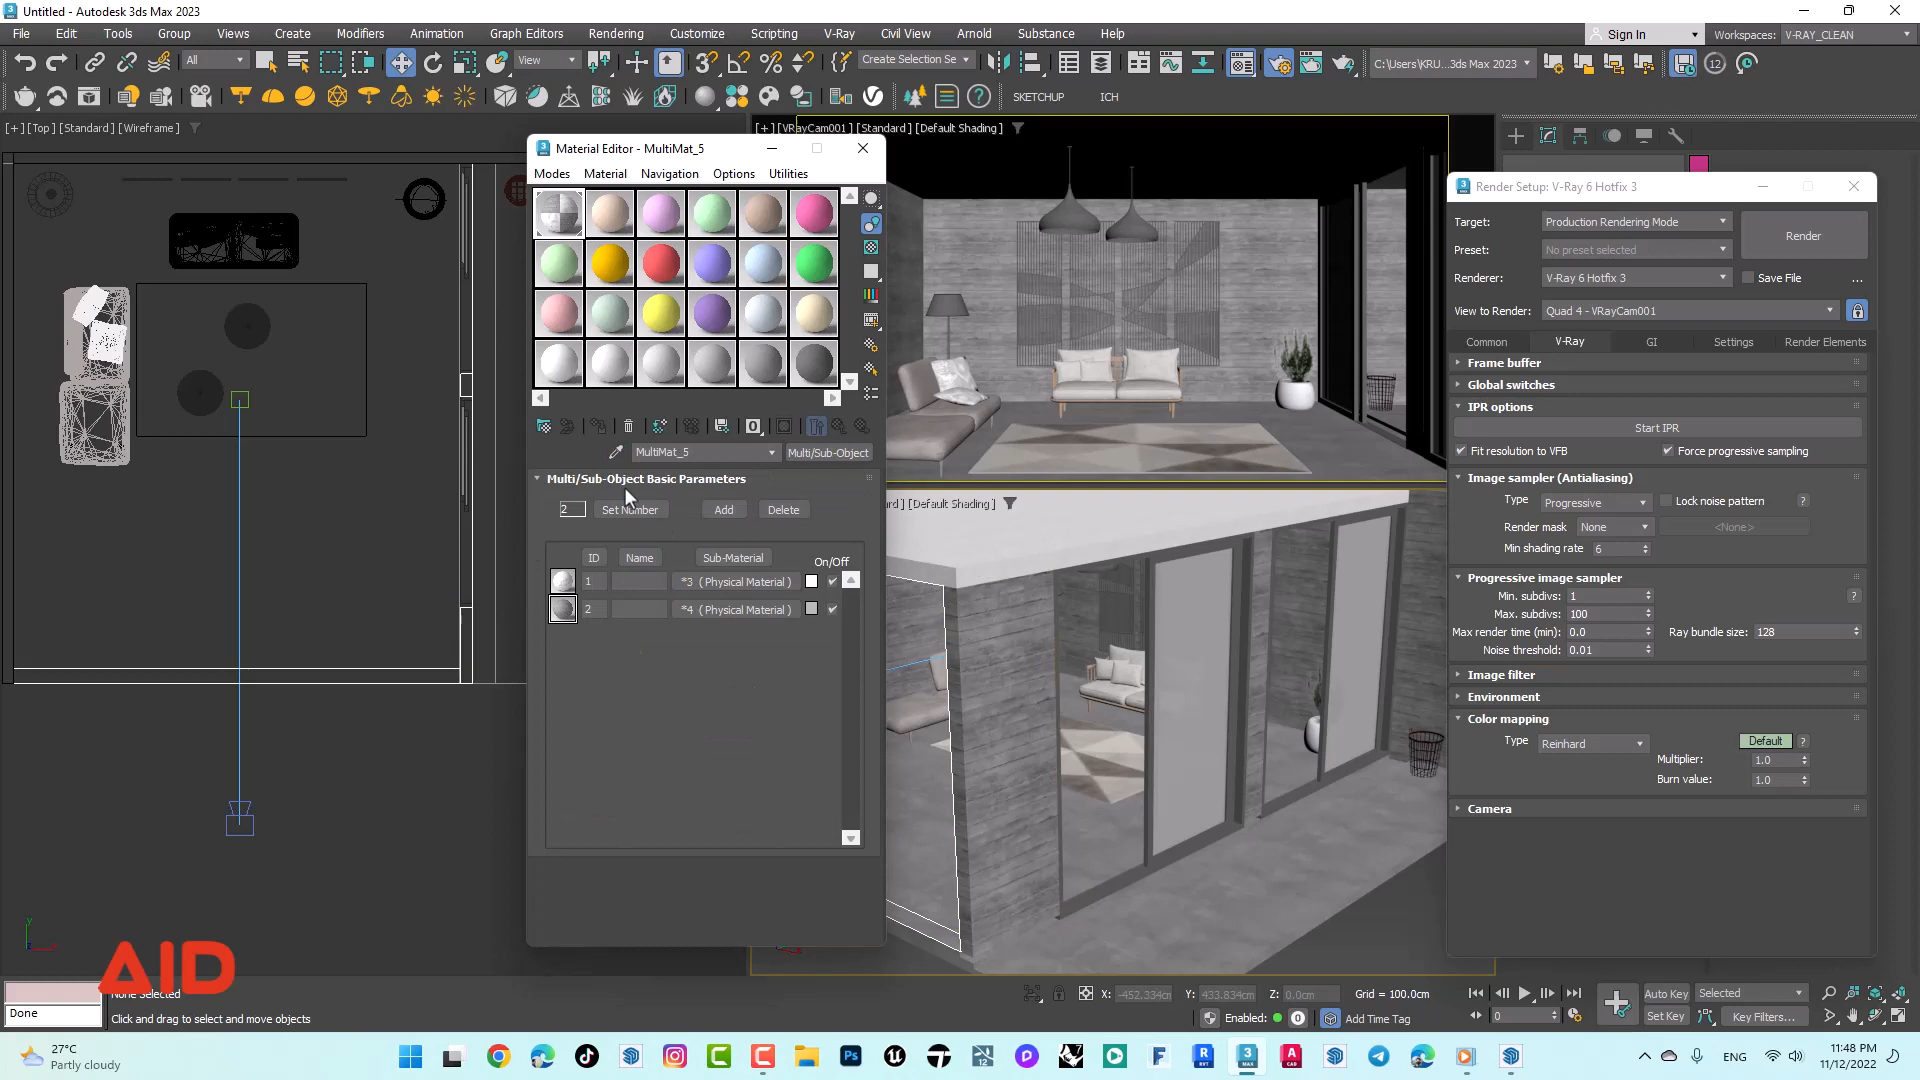 Untitled - Autodesk 3ds Max 2023
File Edit Tools Group Views Create Modifiers Animation Graph Editors Rendering Customize Scripting V-Ray Civil View Arnold Substance Help
Sign In Workspaces: V-RAY_CLEAN
All View Create Selection Se C:\Users\KRU...3ds Max 2023 12
SKETCHUP ICH
[+] [Top] [Standard] [Wireframe]
[+] [VRayCam001] [Standard] [Default Shading]
Material Editor - MultiMat_5
Modes Material Navigation Options Utilities
MultiMat_5 Multi/Sub-Object
Multi/Sub-Object Basic Parameters
2 Set Number Add Delete
ID Name Sub-Material On/Off
1 *3 ( Physical Material )
2 *4 ( Physical Material )
[Default Shading]
Render Setup: V-Ray 6 Hotfix 3
Target: Production Rendering Mode Render
Preset: No preset selected
Renderer: V-Ray 6 Hotfix 3 Save File ...
View to Render: Quad 4 - VRayCam001
Common V-Ray GI Settings Render Elements
Frame buffer
Global switches
IPR options
Start IPR
Fit resolution to VFB Force progressive sampling
Image sampler (Antialiasing)
Type Progressive Lock noise pattern ?
Render mask None <None>
Min shading rate 6
Progressive image sampler
Min. subdivs: 1 ?
Max. subdivs: 100
Max render time (min): 0.0 Ray bundle size: 128
Noise threshold: 0.01
Image filter
Environment
Color mapping
Type Reinhard Default ?
Multiplier: 1.0
Burn value: 1.0
Camera
AID
None Selected
Done
Click and drag to select and move objects
X: -452.334cm Y: 433.834cm Z: 0.0cm Grid = 100.0cm
Enabled: 0 Add Time Tag
0
Auto Key Selected
Set Key Key Filters...
27°C
Partly cloudy
ENG
11:48 PM
11/12/2022